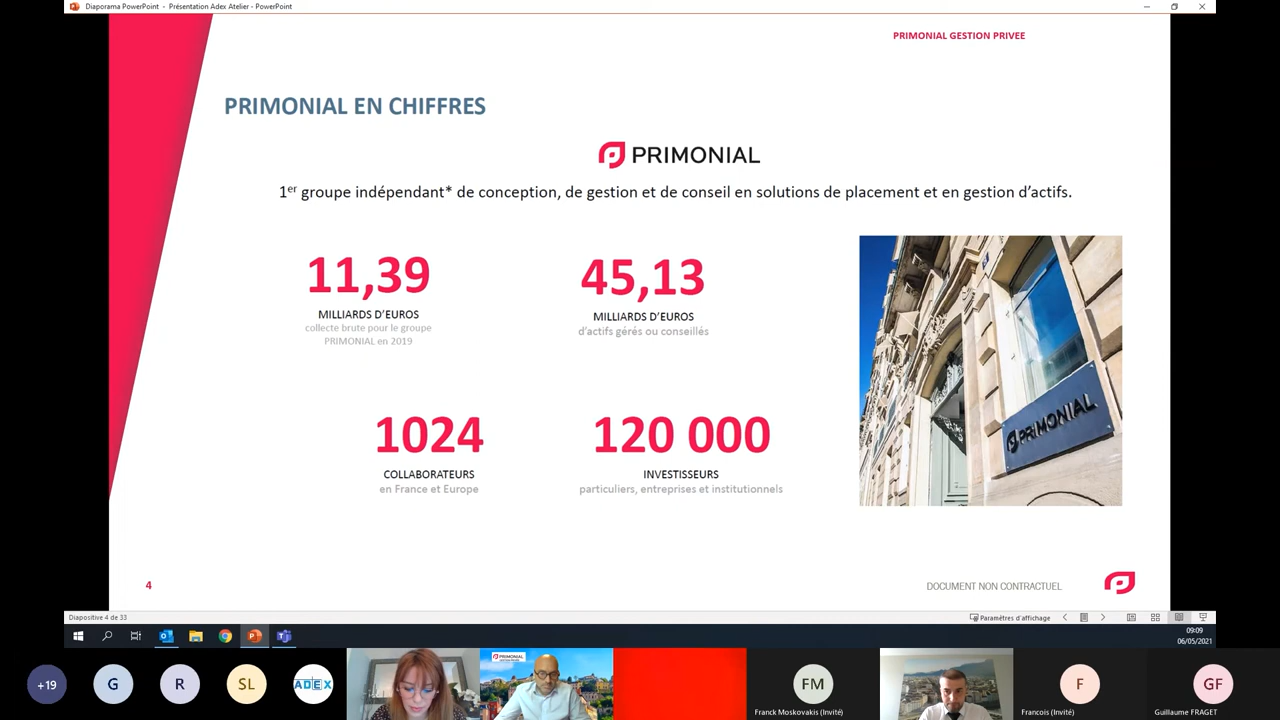 Diaporama PowerPoint - Présentation Adex Atelier - PowerPoint
PRIMONIAL GESTION PRIVEE
PRIMONIAL EN CHIFFRES
PRIMONIAL
1er groupe indépendant* de conception, de gestion et de conseil en solutions de placement et en gestion d'actifs.
11,39
MILLIARDS D'EUROS
collecte brute pour le groupe
PRIMONIAL en 2019
45,13
MILLIARDS D'EUROS
d'actifs gérés ou conseillés
1024
COLLABORATEURS
en France et Europe
120 000
INVESTISSEURS
particuliers, entreprises et institutionnels
PRIMONIAL
4
DOCUMENT NON CONTRACTUEL
Diapositive 4 de 33
Paramètres d'affichage
09:09
06/05/2021
+19
G
R
SL
ADEX
PRIMONIAL
FM
Franck Moskovakis (Invité)
F
Francois (Invité)
GF
Guillaume FRAGET